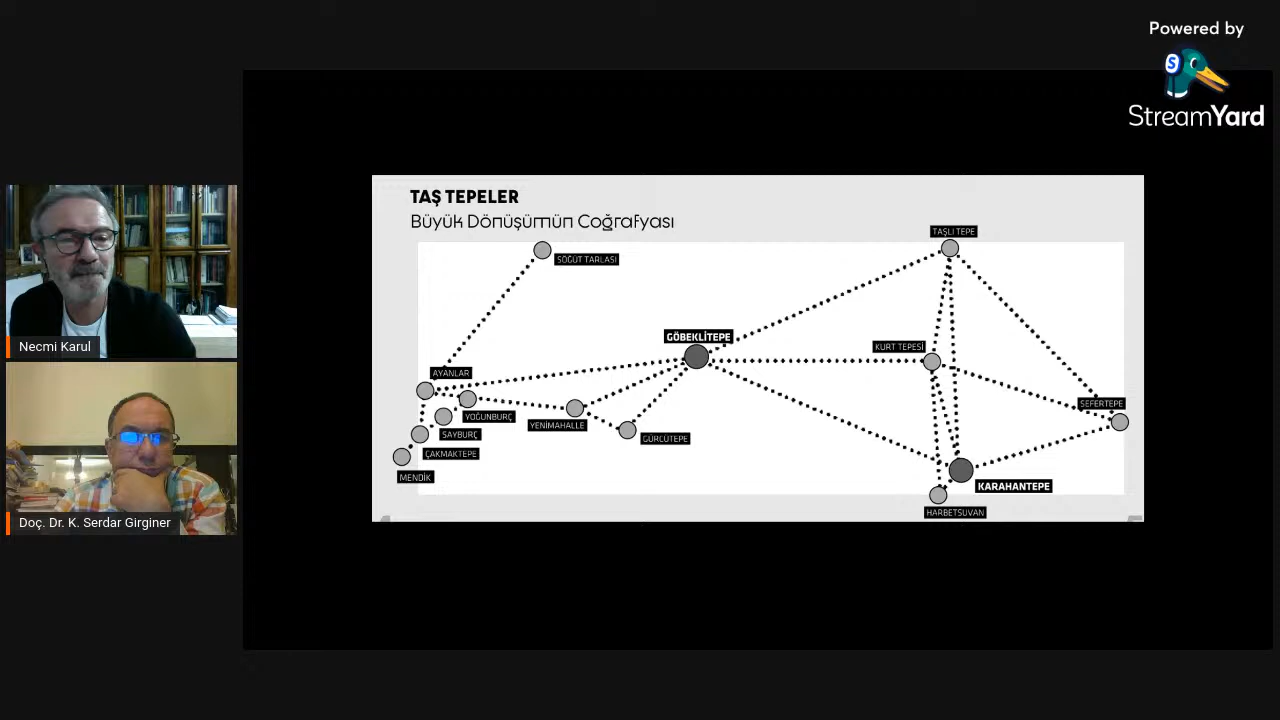 Powered by
StreamYard
TAŞ TEPELER
Büyük Dönüşümün Coğrafyası
TAŞLI TEPE
SÖĞÜT TARLASI
GÖBEKLİTEPE
KURT TEPESİ
AYANLAR
SEFERTEPE
YOĞUNBURÇ
YENİMAHALLE
SAYBURÇ
GÜRCÜTEPE
ÇAKMAKTEPE
MENDİK
KARAHANTEPE
HARBETSUVAN
Necmi Karul
Doç. Dr. K. Serdar Girginer